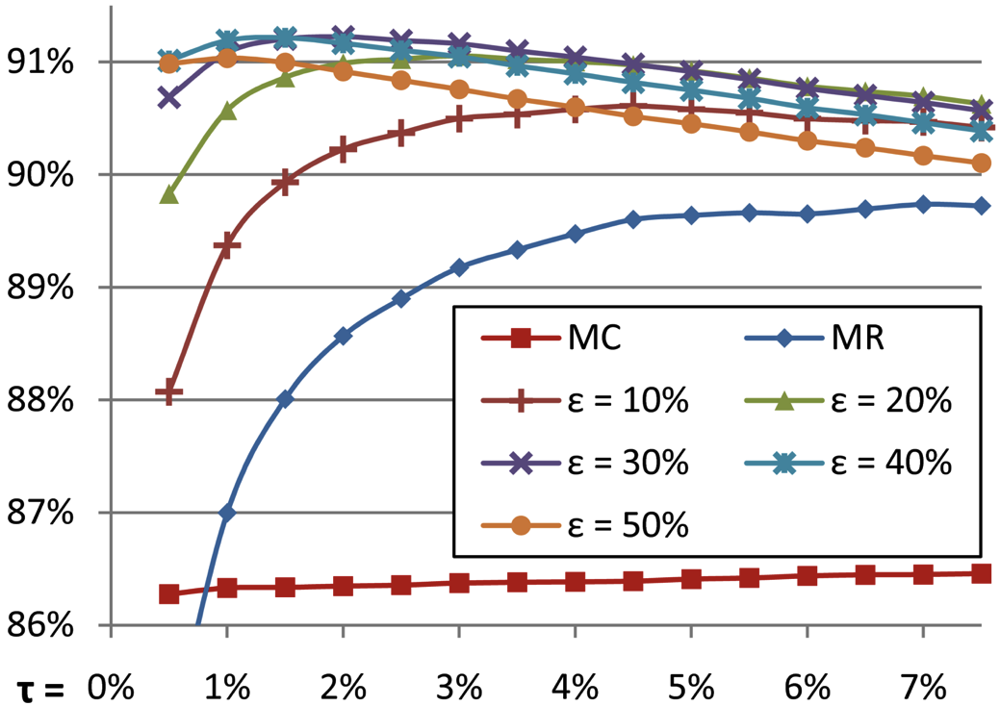 91%
90%
89%
88%
87%
86%
MC MR
ε = 10% ε = 20%
ε = 30% ε = 40%
ε = 50%
τ = 0% 1% 2% 3% 4% 5% 6% 7%